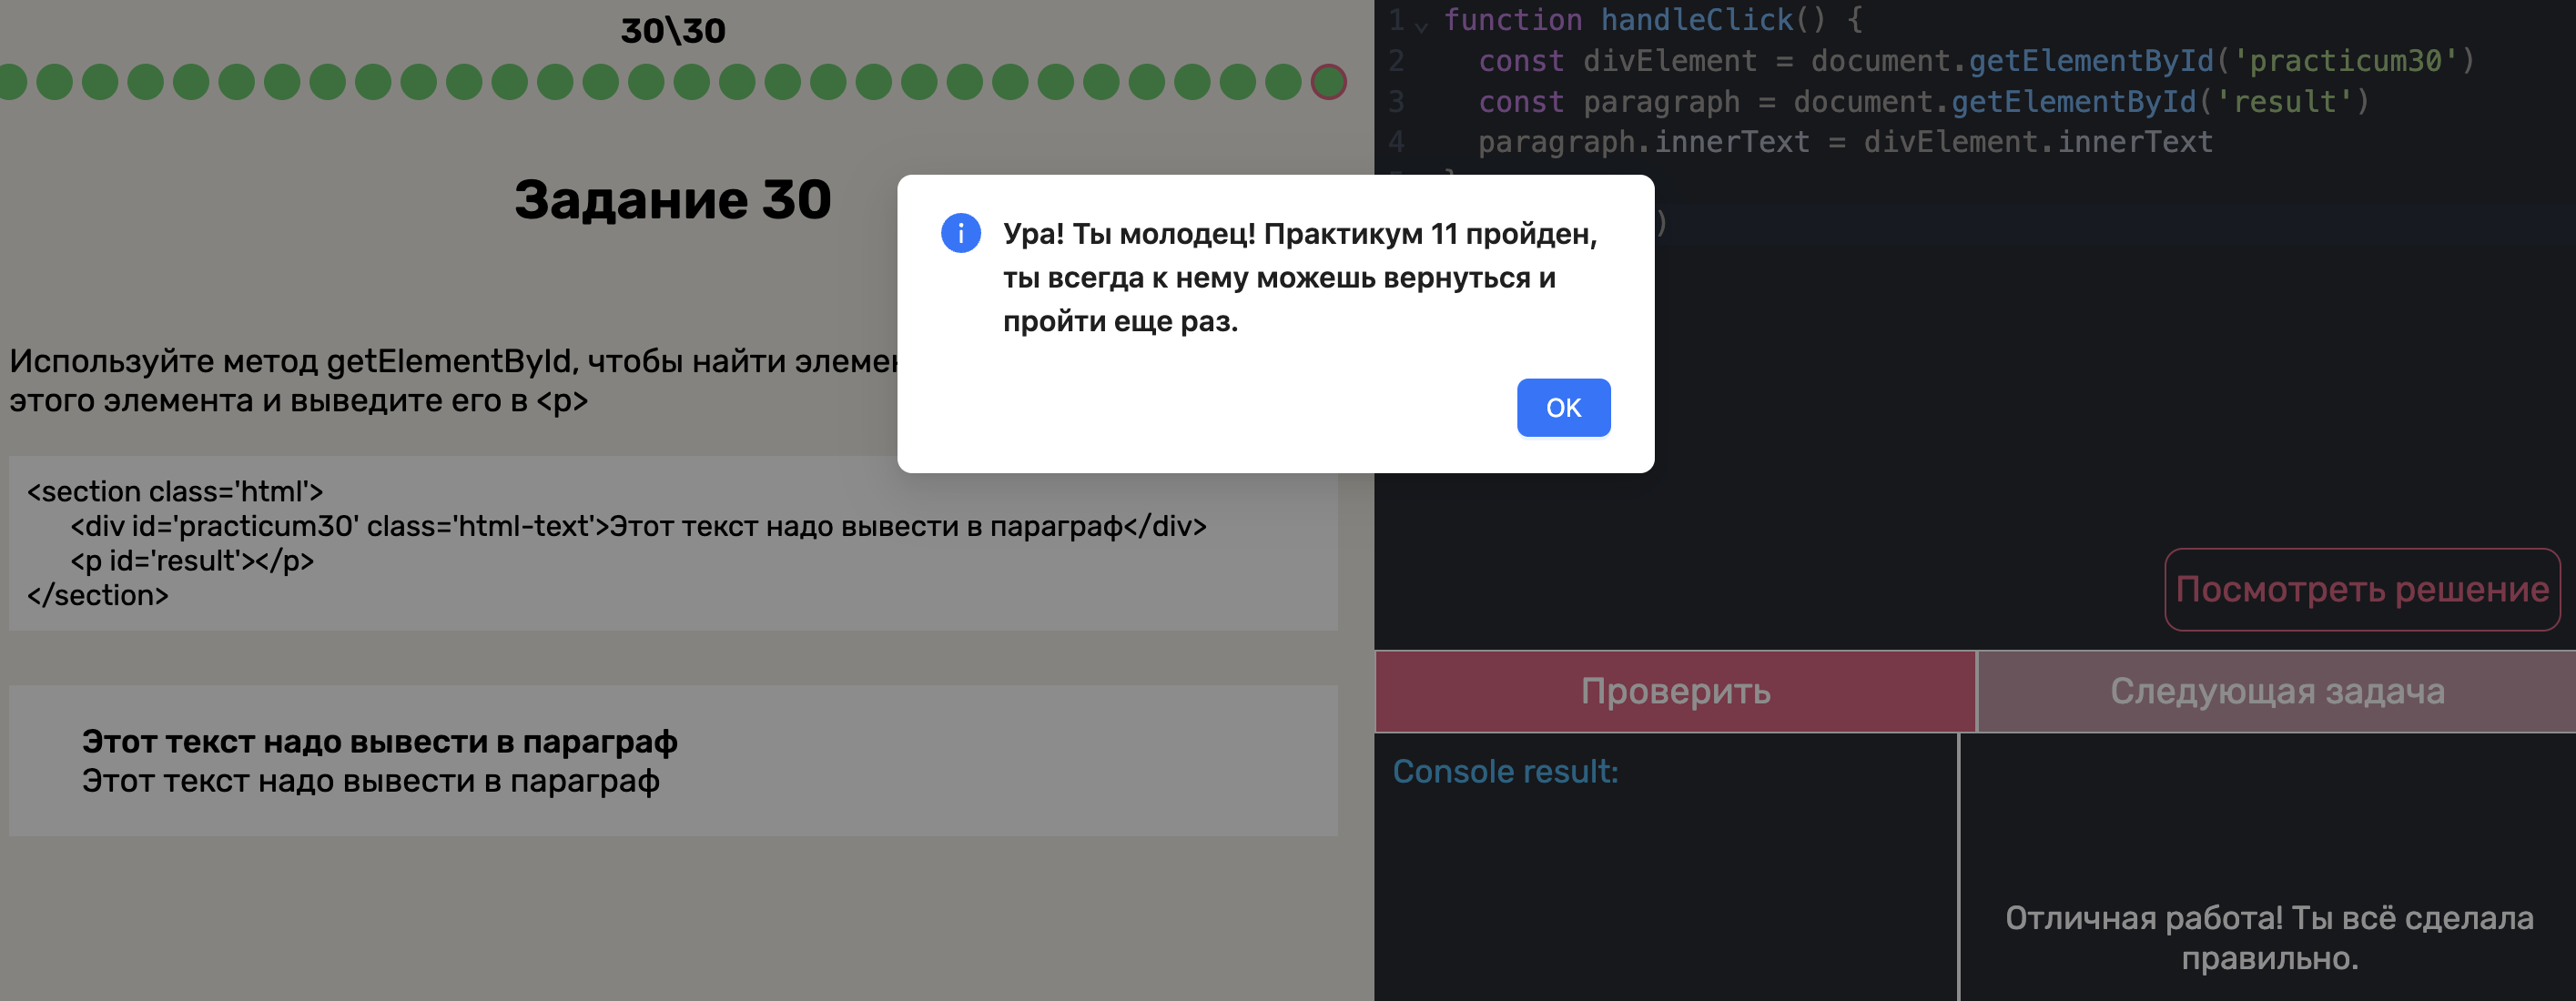 30\30
Задание 30
Используйте метод getElementById, чтобы найти
этого элемента и выведите его в <p>
<section class='html'>
<div id='practicum30' class='html-text'>Этот текст надо вывести в параграф</div>
<p id='result'></p>
</section>
Этот текст надо вывести в параграф
Этот текст надо вывести в параграф
Ура! Ты молодец! Практикум 11 пройден,
ты всегда к нему можешь вернуться и
пройти еще раз.
OK
1 function handleClick() {
2 const divElement = document.getElementById('practicum30')
3 const paragraph = document.getElementById('result')
4 paragraph.innerText = divElement.innerText
)
Посмотреть решение
Проверить
Следующая задача
Console result:
Отличная работа! Ты всё сделала
правильно.